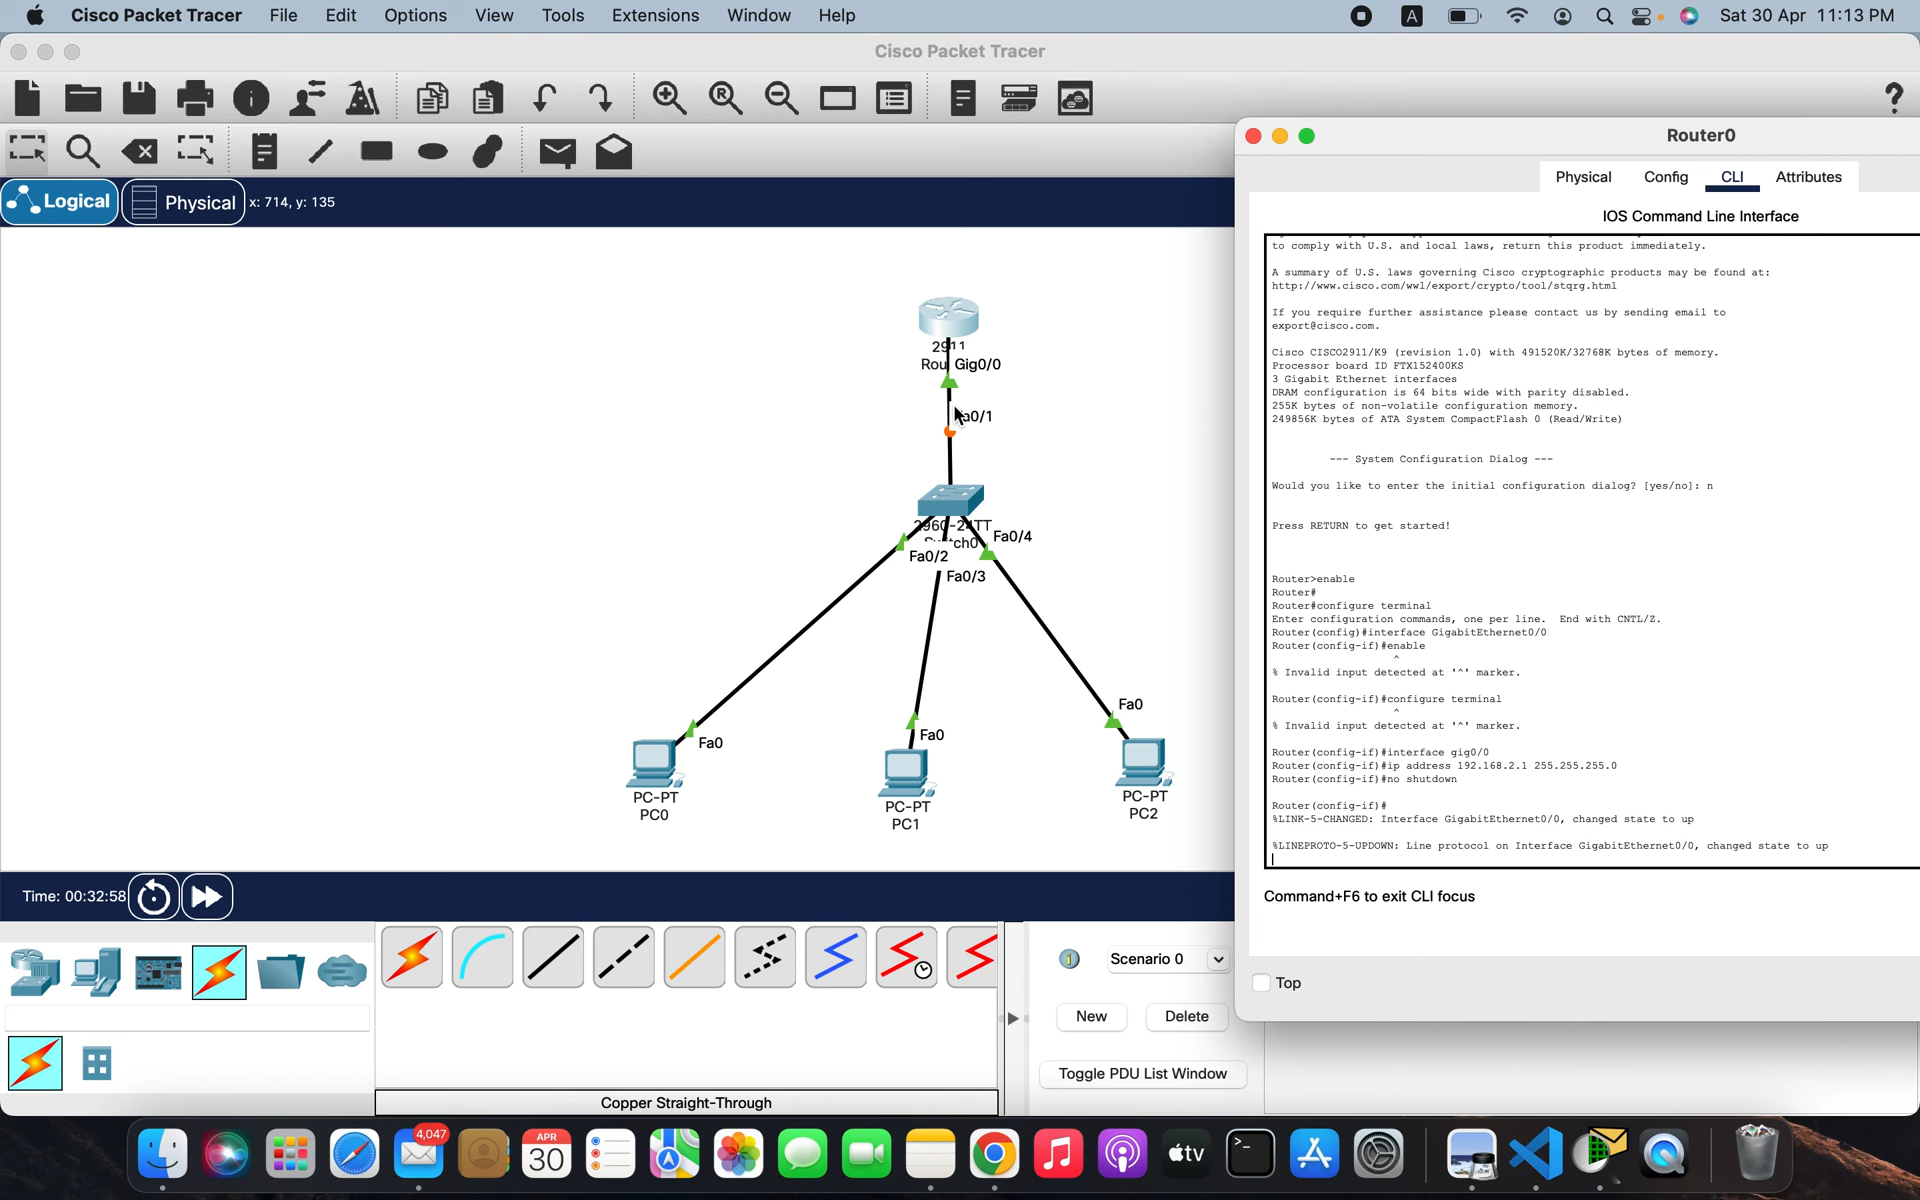 Cisco Packet Tracer File Edit Options View Tools Extensions Window Help A Sat 30 Apr 11:13 PM
Cisco Packet Tracer
?
Logical Physical x: 714, y: 135
2911
Rou Gig0/0
a0/1
2960-24TT
Fa0/4
Fa0/2
Fa0/3
Fa0
Fa0
Fa0
PC-PT
PC0
PC-PT
PC1
PC-PT
PC2
Time: 00:32:58
Scenario 0
New Delete
Toggle PDU List Window
Copper Straight-Through
Router0
Physical Config CLI Attributes
IOS Command Line Interface
to comply with U.S. and local laws, return this product immediately.
A summary of U.S. laws governing Cisco cryptographic products may be found at:
http://www.cisco.com/wwl/export/crypto/tool/stqrg.html
If you require further assistance please contact us by sending email to
export@cisco.com.
Cisco CISCO2911/K9 (revision 1.0) with 491520K/32768K bytes of memory.
Processor board ID FTX152400KS
3 Gigabit Ethernet interfaces
DRAM configuration is 64 bits wide with parity disabled.
255K bytes of non-volatile configuration memory.
249856K bytes of ATA System CompactFlash 0 (Read/Write)
--- System Configuration Dialog ---
Would you like to enter the initial configuration dialog? [yes/no]: n
Press RETURN to get started!
Router>enable
Router#
Router#configure terminal
Enter configuration commands, one per line. End with CNTL/Z.
Router(config)#interface GigabitEthernet0/0
Router(config-if)#enable
^
% Invalid input detected at '^' marker.
Router(config-if)#configure terminal
^
% Invalid input detected at '^' marker.
Router(config-if)#interface gig0/0
Router(config-if)#ip address 192.168.2.1 255.255.255.0
Router(config-if)#no shutdown
Router(config-if)#
%LINK-5-CHANGED: Interface GigabitEthernet0/0, changed state to up
%LINEPROTO-5-UPDOWN: Line protocol on Interface GigabitEthernet0/0, changed state to up
Command+F6 to exit CLI focus
Top
4,047
APR
30
tv